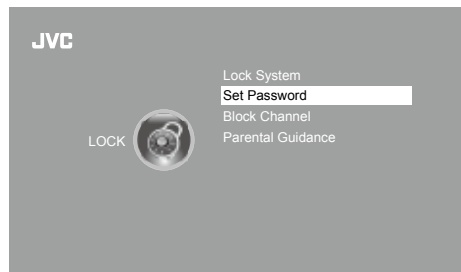 JVC
Lock System
Set Password
Block Channel
LOCK
Parental Guidance